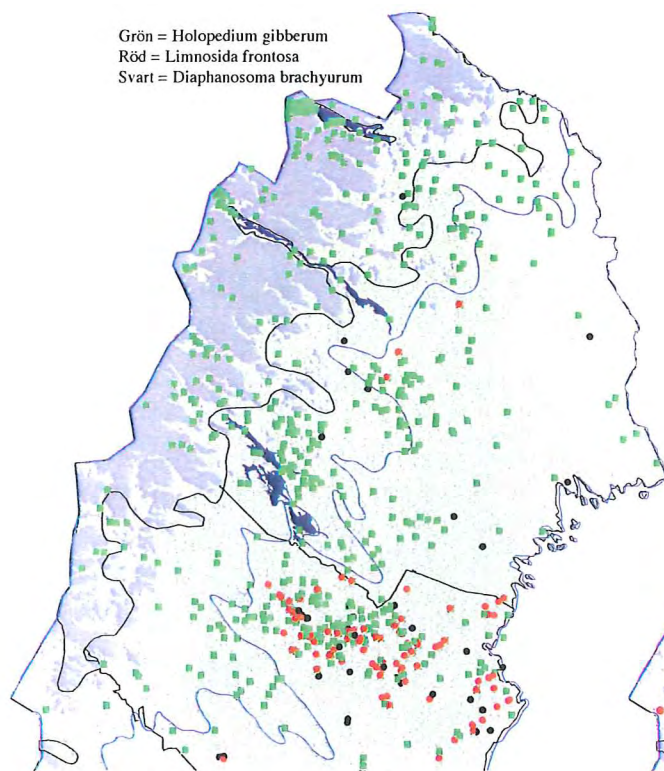 Grön = Holopedium gibberum
Röd = Limnosida frontosa
Svart = Diaphanosoma brachyurum